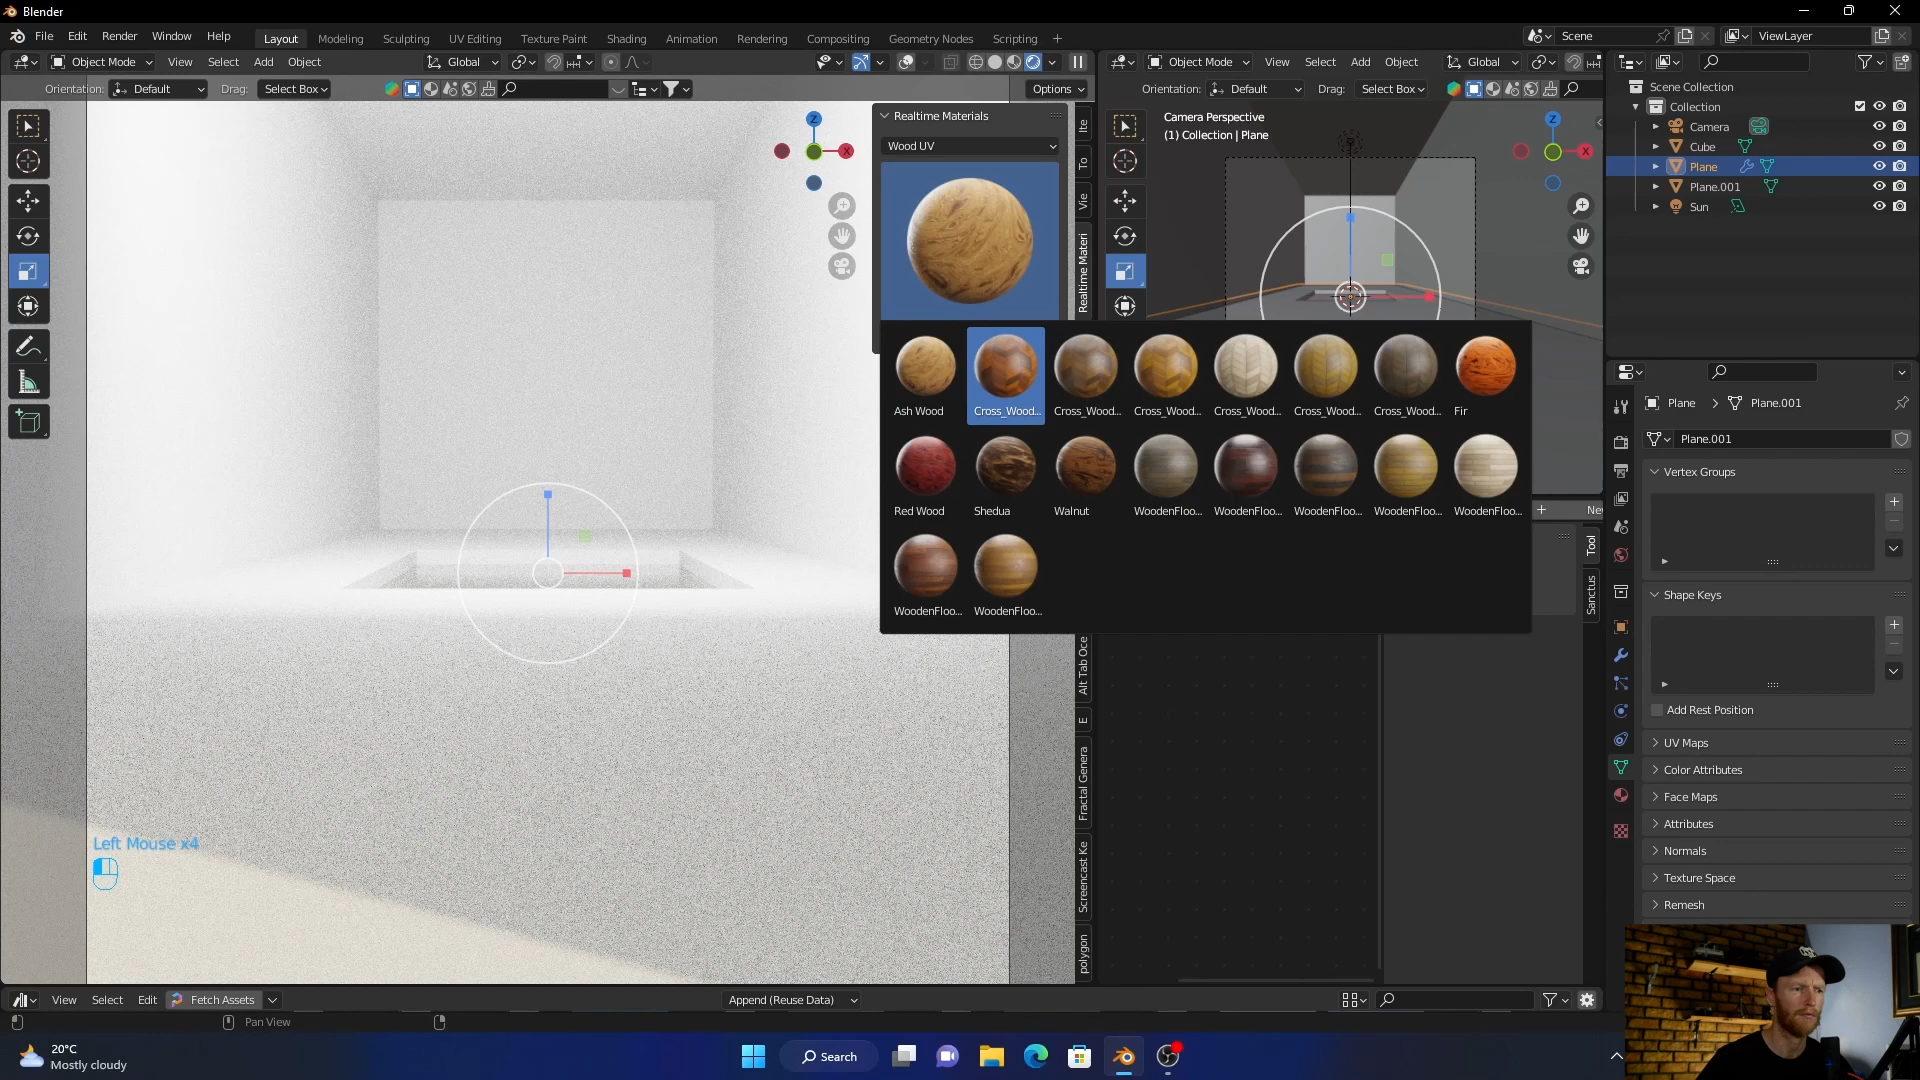 Blender
File Edit Render Window Help
Layout Modeling Sculpting UV Editing Texture Paint Shading Animation Rendering Compositing Geometry Nodes Scripting
Scene ViewLayer
Object Mode View Select Add Object Global
Object Mode View Select Add Object Global
Orientation: Default Drag: Select Box Options
Orientation: Default Drag: Select Box
Realtime Materials
Wood UV
Z
X
Ite
To
Vie
Realtime Materi
Camera Perspective
(1) Collection | Plane
Z
X
Scene Collection
Collection
Camera
Cube
Plane
Plane.001
Sun
Ash Wood Cross_Wood... Cross_Wood... Cross_Wood... Cross_Wood... Cross_Wood... Cross_Wood... Fir
Red Wood Shedua Walnut WoodenFloo... WoodenFloo... WoodenFloo... WoodenFloo... WoodenFloo...
WoodenFloo... WoodenFloo...
Ne
Tool
Sanctus
Alt Tab Oce
E
Fractal Genera
Screencast Ke
polygon
Plane Plane.001
Plane.001
Vertex Groups
Shape Keys
Add Rest Position
UV Maps
Color Attributes
Face Maps
Attributes
Normals
Texture Space
Remesh
Left Mouse x4
View Select Edit Fetch Assets Append (Reuse Data)
Pan View
20°C
Mostly cloudy
Search